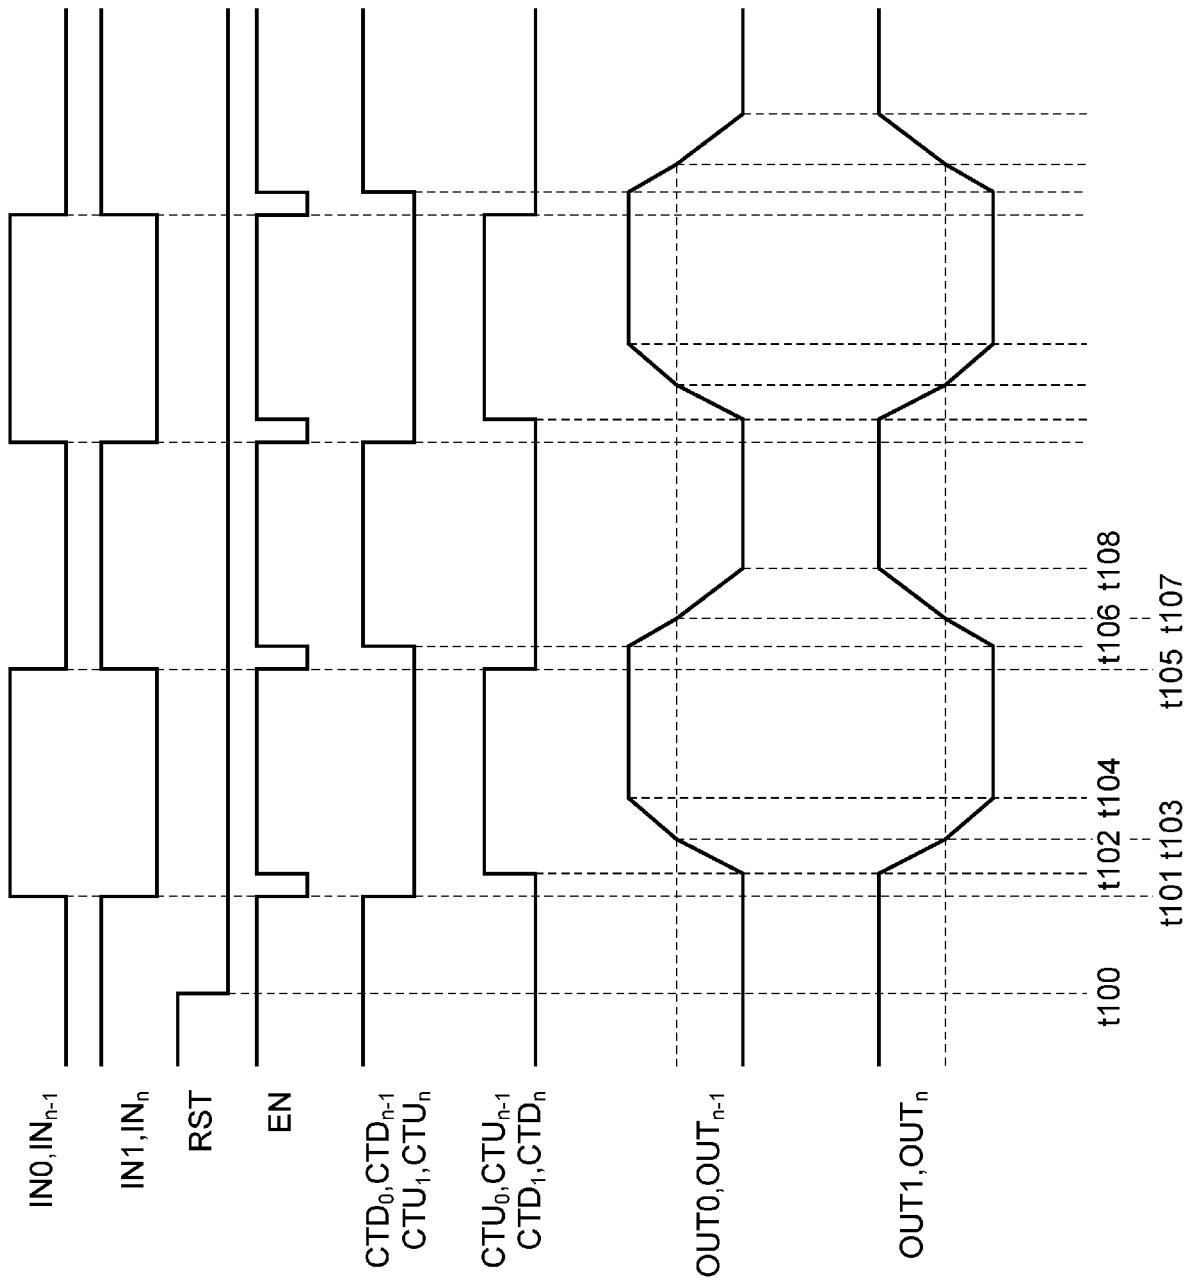 IN0,INn-1
IN1,INn
RST
EN
CTD0,CTDn-1
CTU1,CTUn
CTU0,CTUn-1
CTD1,CTDn
OUT0,OUTn-1
OUT1,OUTn
t100 t102 t104 t106 t108
t101 t103 t105 t107